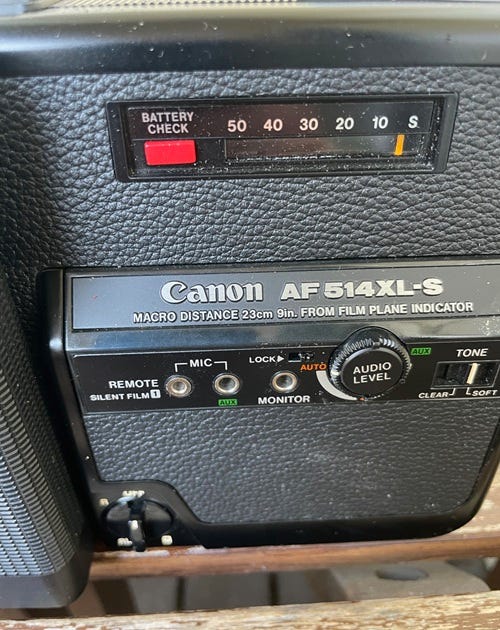 BATTERY
CHECK
50 40 30 20 10 S
Canon AF 514XL-S
MACRO DISTANCE 23cm 9in. FROM FILM PLANE INDICATOR
MIC LOCK▶ AUTO AUDIO LEVEL AUX TONE
REMOTE
SILENT FILM 1 AUX MONITOR CLEAR SOFT